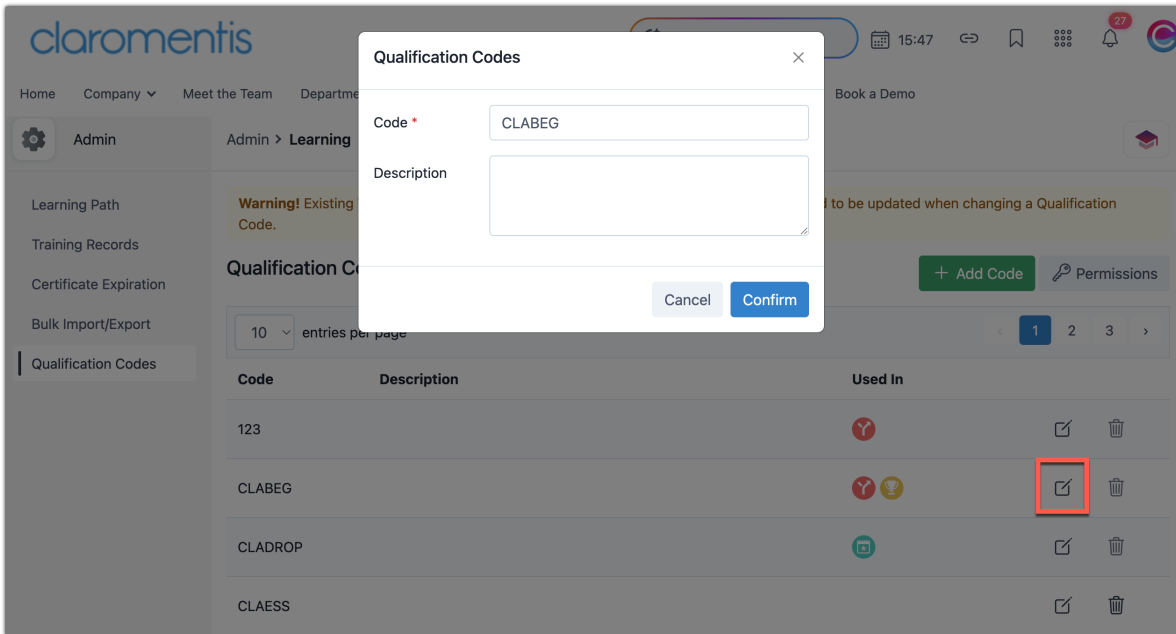 claromentis
15:47
27
Home
Company
Meet the Team
Departme
Book a Demo
Admin
Admin > Learning
Learning Path
Training Records
Certificate Expiration
Bulk Import/Export
Qualification Codes
Warning! Existing
d to be updated when changing a Qualification
Code.
Qualification Co
+ Add Code
Permissions
10
entries per page
‹
1
2
3
›
Qualification Codes
×
Code *
CLABEG
Description
Cancel
Confirm
Code
Description
Used In
123
CLABEG
CLADROP
CLAESS